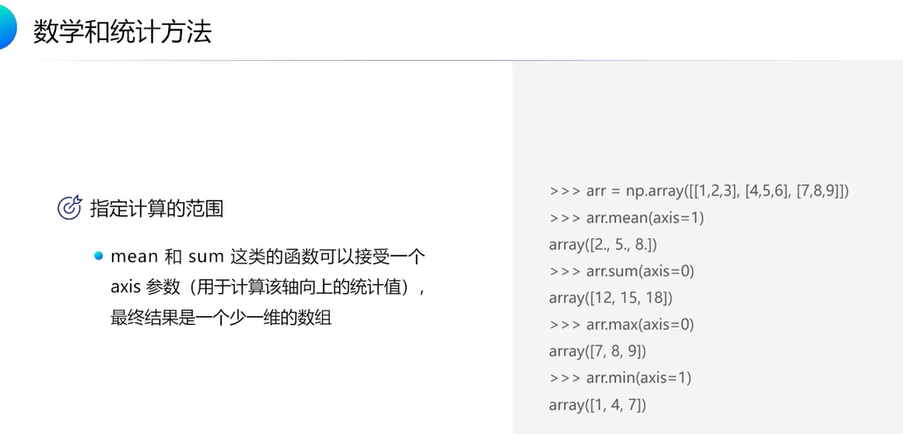 数学和统计方法
指定计算的范围
mean 和 sum 这类的函数可以接受一个
axis 参数（用于计算该轴向上的统计值），
最终结果是一个少一维的数组
>>> arr = np.array([[1,2,3], [4,5,6], [7,8,9]])
>>> arr.mean(axis=1)
array([2., 5., 8.])
>>> arr.sum(axis=0)
array([12, 15, 18])
>>> arr.max(axis=0)
array([7, 8, 9])
>>> arr.min(axis=1)
array([1, 4, 7])